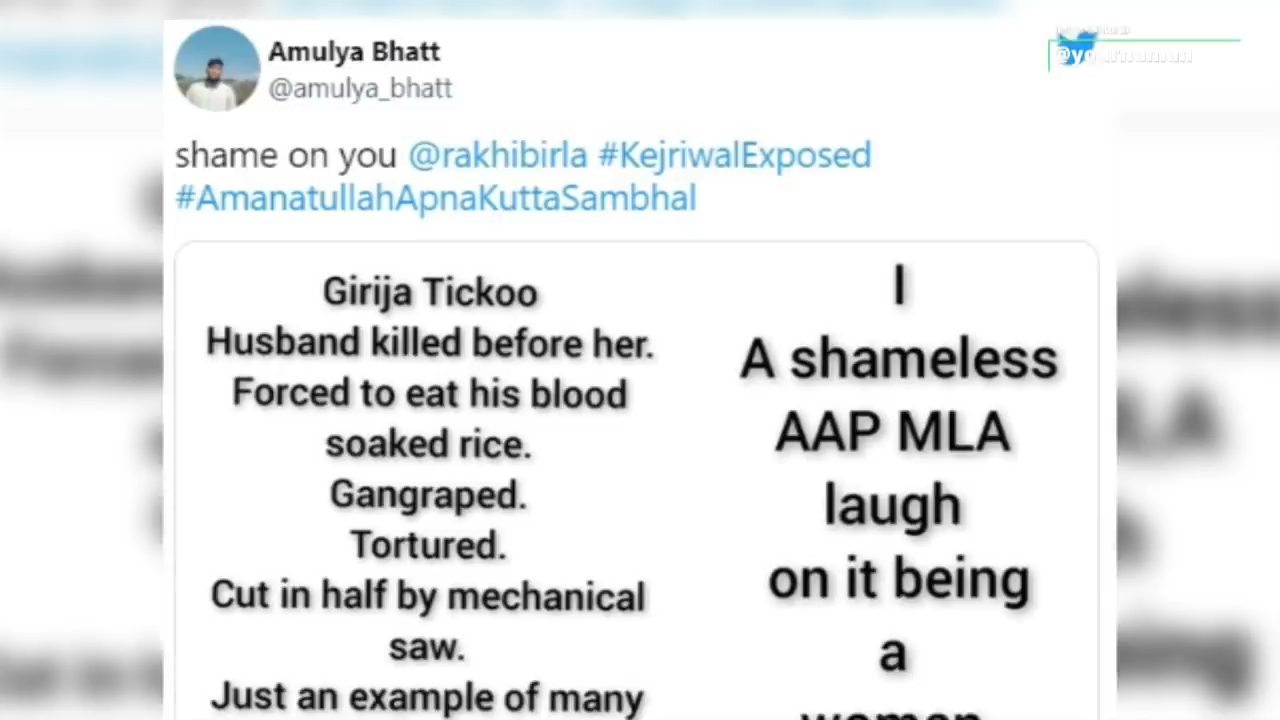 Amulya Bhatt
@amulya_bhatt
shame on you @rakhibirla #KejriwalExposed
#AmanatullahApnaKuttaSambhal
Girija Tickoo
Husband killed before her.
Forced to eat his blood
soaked rice.
Gangraped.
Tortured.
Cut in half by mechanical
saw.
Just an example of many
I
A shameless
AAP MLA
laugh
on it being
a
woman